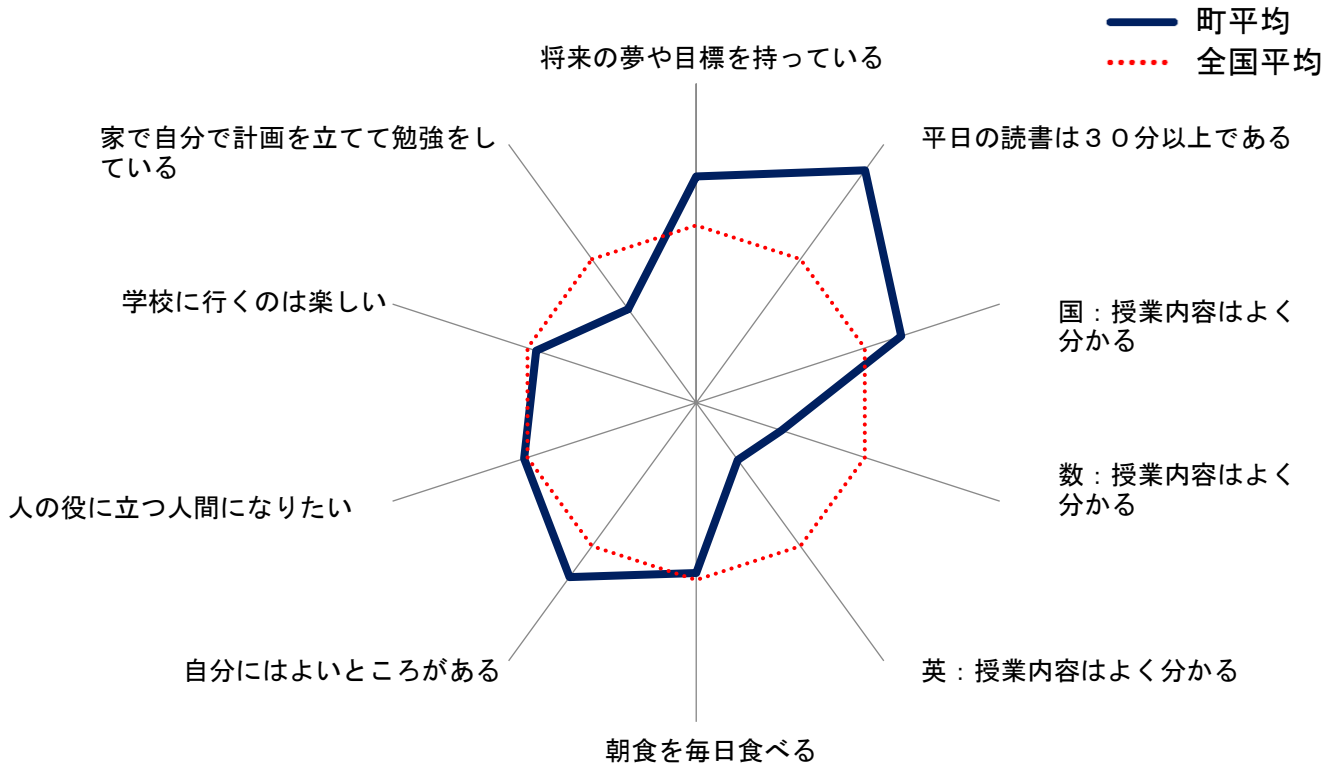 町平均
全国平均
将来の夢や目標を持っている
平日の読書は３０分以上である
国：授業内容はよく
分かる
数：授業内容はよく
分かる
英：授業内容はよく分かる
朝食を毎日食べる
自分にはよいところがある
人の役に立つ人間になりたい
学校に行くのは楽しい
家で自分で計画を立てて勉強をし
ている